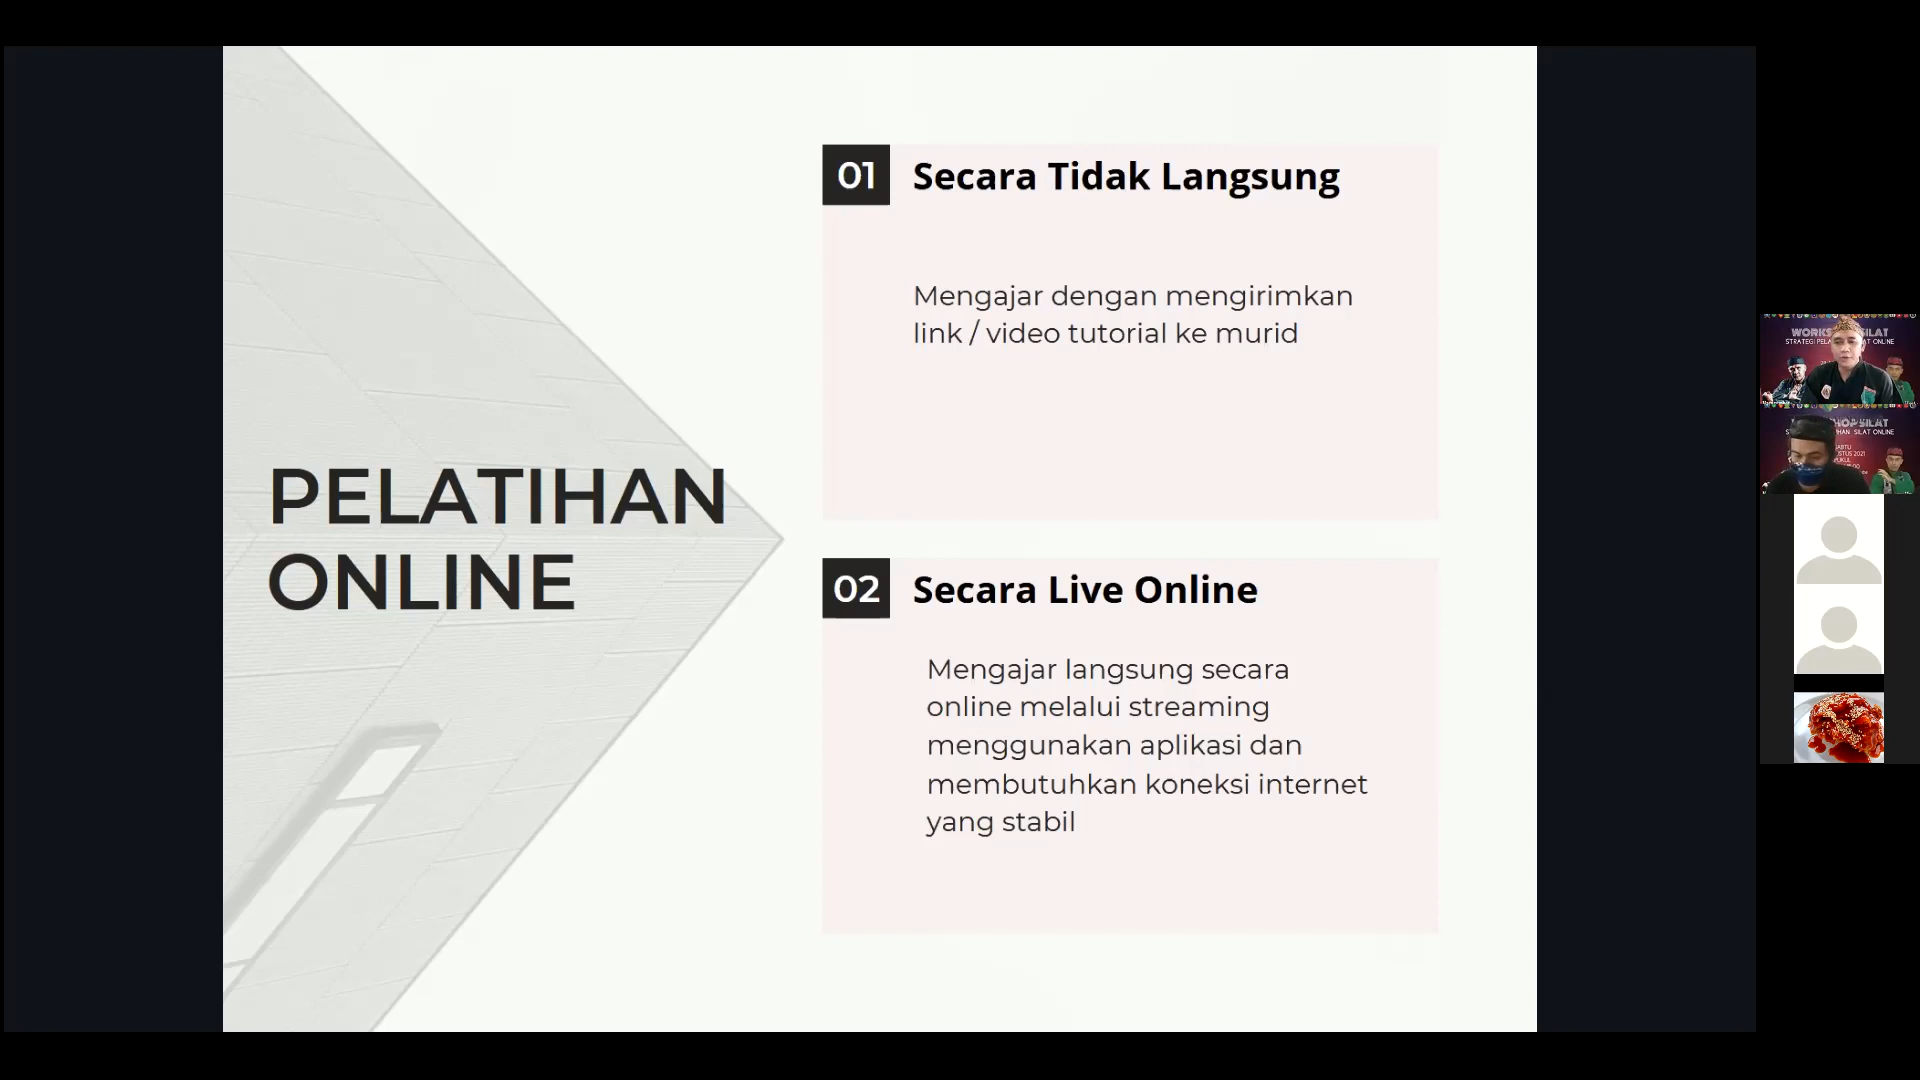 PELATIHAN
ONLINE
01
Secara Tidak Langsung
Mengajar dengan mengirimkan
link / video tutorial ke murid
02
Secara Live Online
Mengajar langsung secara
online melalui streaming
menggunakan aplikasi dan
membutuhkan koneksi internet
yang stabil